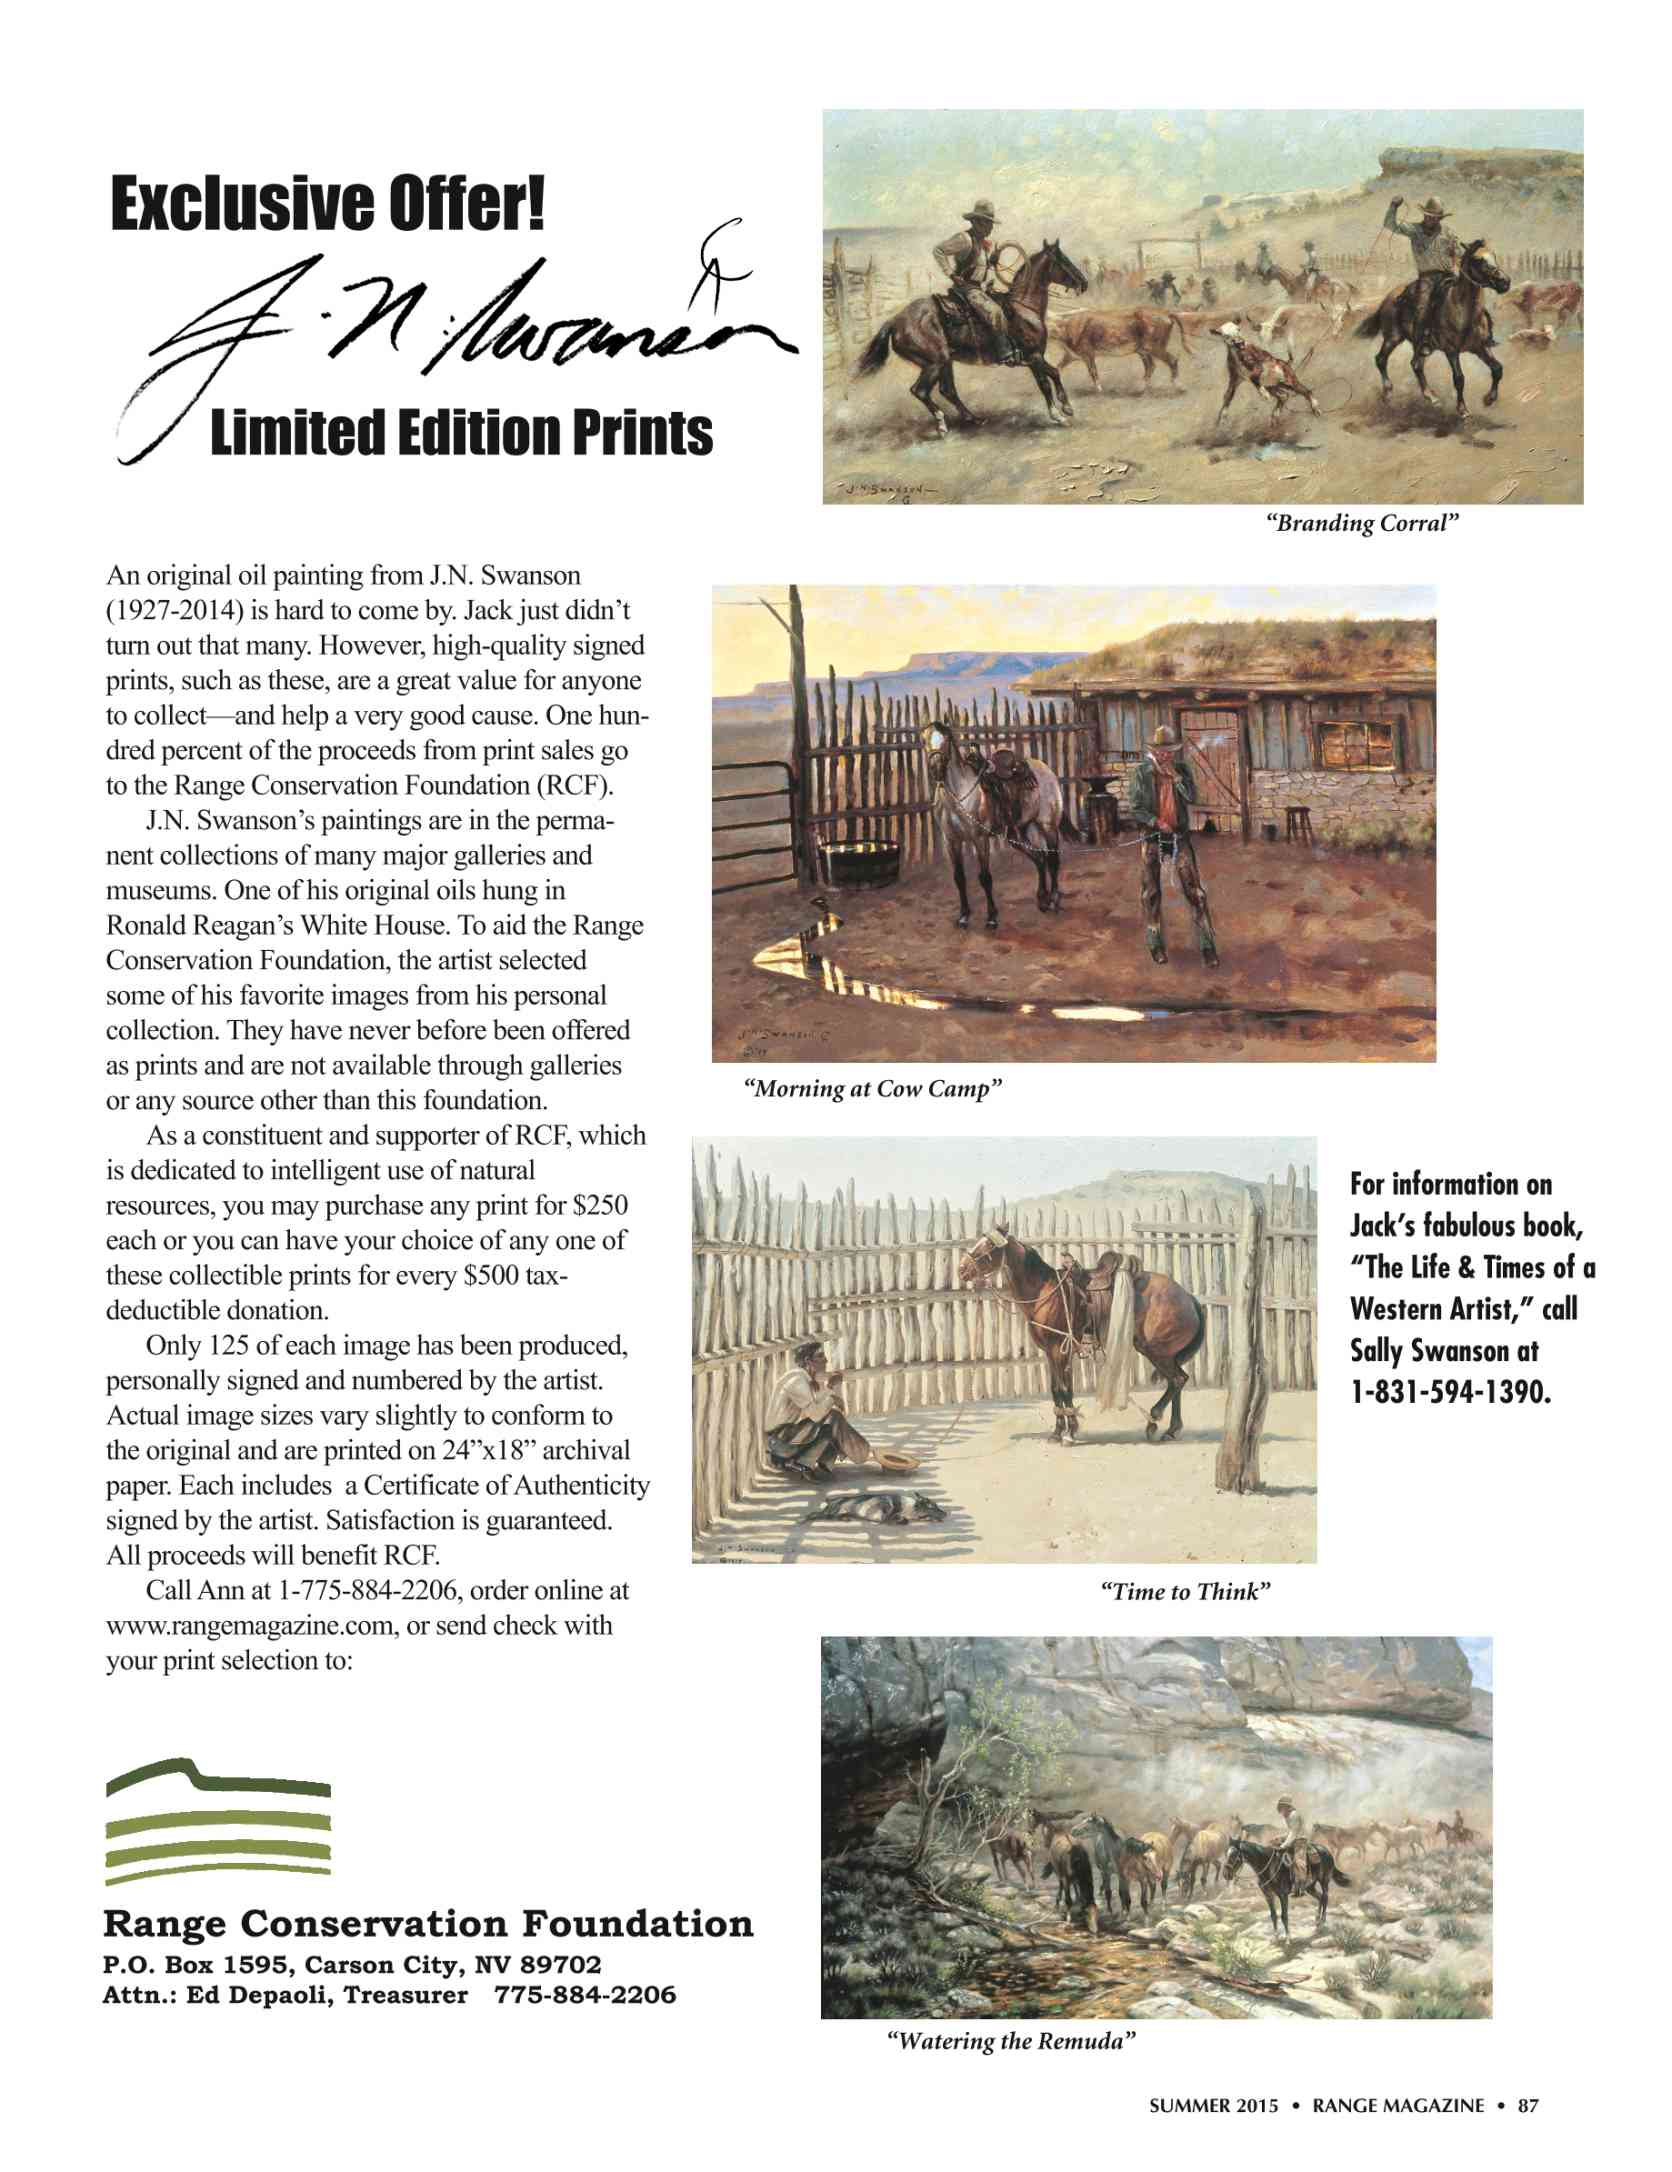 Exclusive Offer!
J.N. Swanson
CA
Limited Edition Prints
J.N. SWANSON
“Branding Corral”
An original oil painting from J.N. Swanson
(1927-2014) is hard to come by. Jack just didn’t
turn out that many. However, high-quality signed
prints, such as these, are a great value for anyone
to collect—and help a very good cause. One hun-
dred percent of the proceeds from print sales go
to the Range Conservation Foundation (RCF).
J.N. Swanson’s paintings are in the perma-
nent collections of many major galleries and
museums. One of his original oils hung in
Ronald Reagan’s White House. To aid the Range
Conservation Foundation, the artist selected
some of his favorite images from his personal
collection. They have never before been offered
as prints and are not available through galleries
or any source other than this foundation.
As a constituent and supporter of RCF, which
is dedicated to intelligent use of natural
resources, you may purchase any print for $250
each or you can have your choice of any one of
these collectible prints for every $500 tax-
deductible donation.
Only 125 of each image has been produced,
personally signed and numbered by the artist.
Actual image sizes vary slightly to conform to
the original and are printed on 24”x18” archival
paper. Each includes a Certificate of Authenticity
signed by the artist. Satisfaction is guaranteed.
All proceeds will benefit RCF.
Call Ann at 1-775-884-2206, order online at
www.rangemagazine.com, or send check with
your print selection to:
J.N. SWANSON
“Morning at Cow Camp”
J.N. SWANSON
“Time to Think”
For information on
Jack’s fabulous book,
“The Life & Times of a
Western Artist,” call
Sally Swanson at
1-831-594-1390.
“Watering the Remuda”
Range Conservation Foundation
P.O. Box 1595, Carson City, NV 89702
Attn.: Ed Depaoli, Treasurer 775-884-2206
SUMMER 2015 • RANGE MAGAZINE • 87